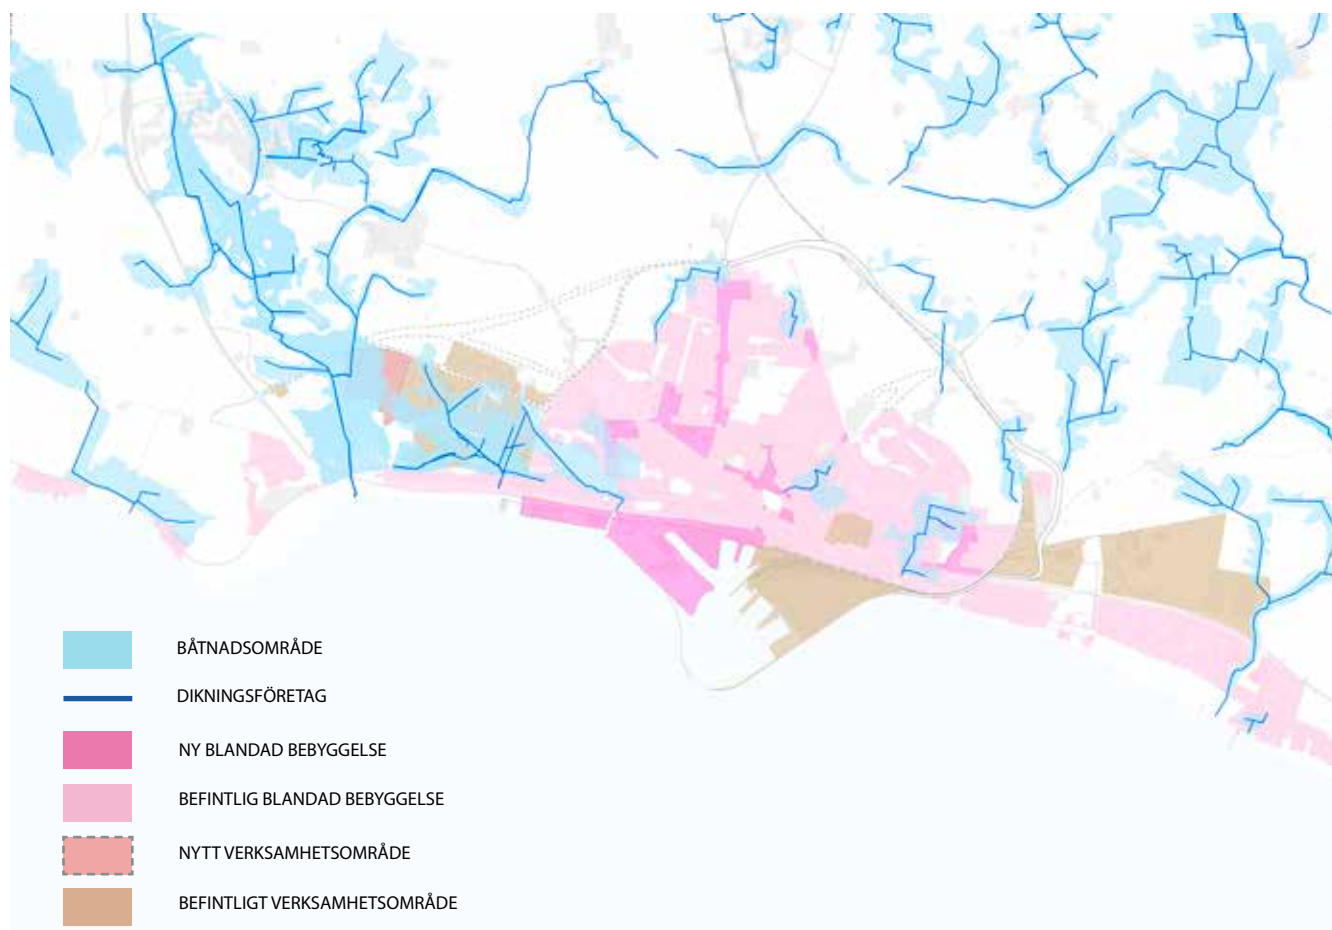 BÅTNADSOMRÅDE
DIKNINGSFÖRETAG
NY BLANDAD BEBYGGELSE
BEFINTLIG BLANDAD BEBYGGELSE
NYTT VERKSAMHETSOMRÅDE
BEFINTLIGT VERKSAMHETSOMRÅDE